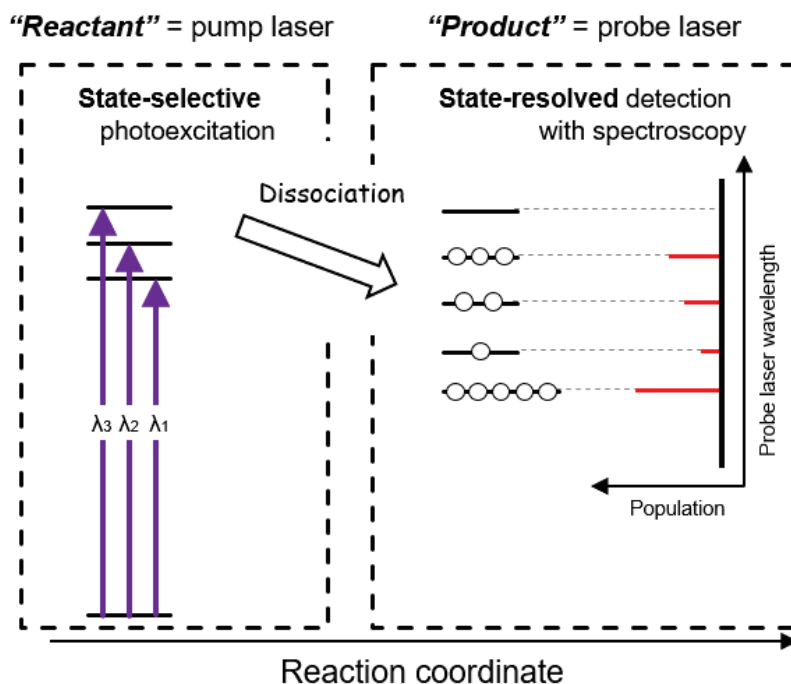 “Reactant” = pump laser
“Product” = probe laser
State-selective
photoexcitation
State-resolved detection
with spectroscopy
Dissociation
λ3 λ2 λ1
Probe laser wavelength
Population
Reaction coordinate